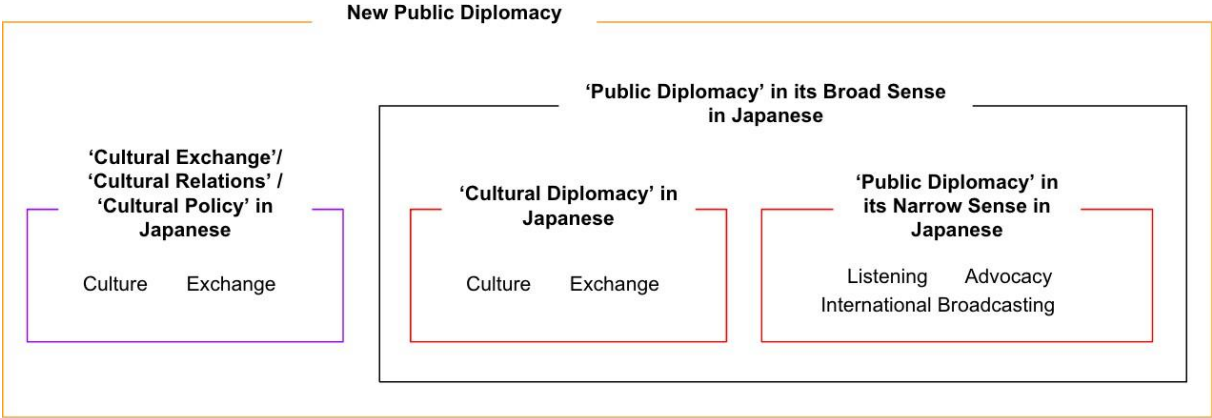 New Public Diplomacy
‘Public Diplomacy’ in its Broad Sense
in Japanese
‘Cultural Exchange’/
‘Cultural Relations’ /
‘Cultural Policy’ in
Japanese
Culture Exchange
‘Cultural Diplomacy’ in
Japanese
Culture Exchange
‘Public Diplomacy’ in
its Narrow Sense in
Japanese
Listening Advocacy
International Broadcasting